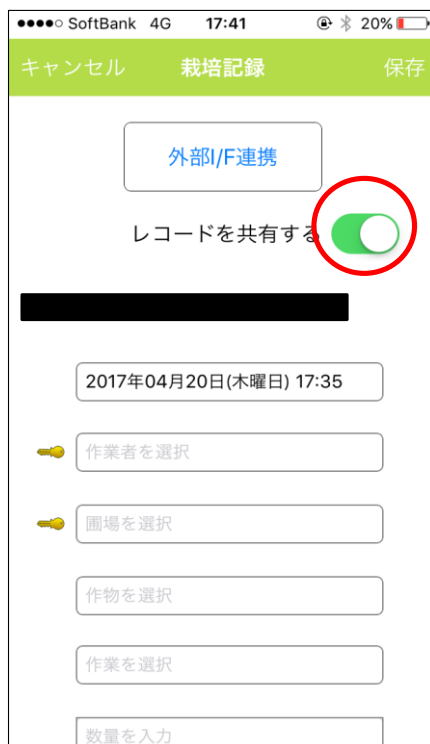 SoftBank 4G 17:41 20%
キャンセル 栽培記録 保存
外部I/F連携
レコードを共有する
2017年04月20日(木曜日) 17:35
作業者を選択
圃場を選択
作物を選択
作業を選択
数量を入力